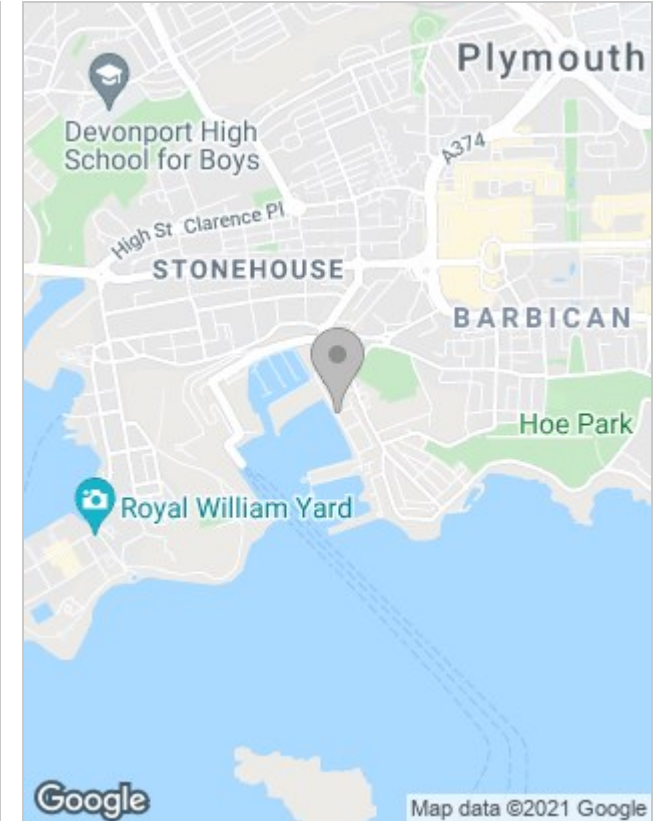 Plymouth
Devonport High
School for Boys
A374
High St
Clarence Pl
STONEHOUSE
BARBICAN
Hoe Park
Royal William Yard
Google
Map data ©2021 Google